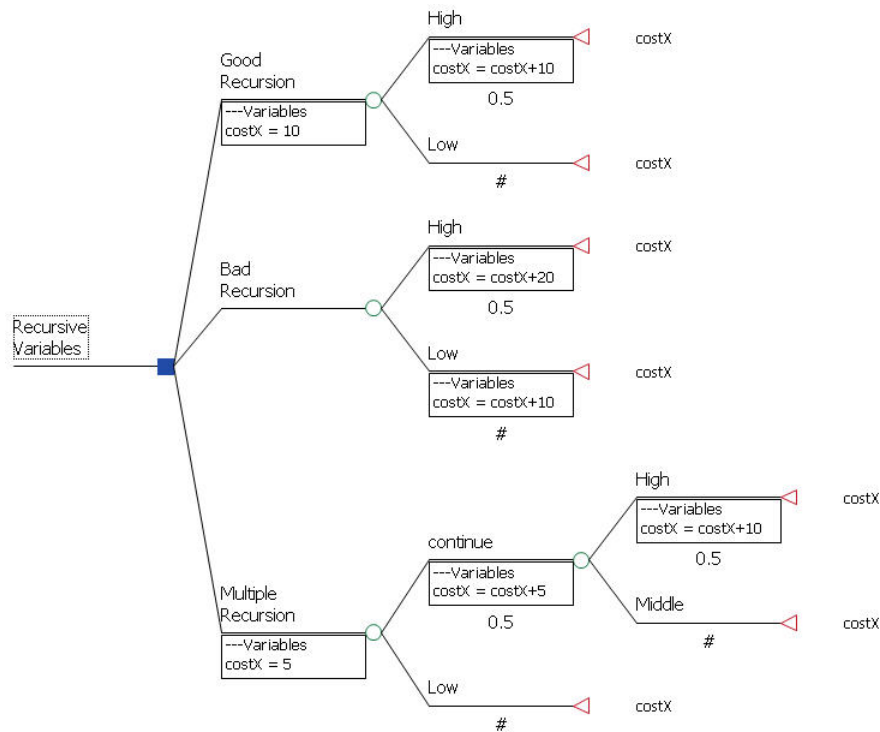 High
---Variables
costX = costX+10
0.5
costX
Good
Recursion
---Variables
costX = 10
Low
#
costX
High
---Variables
costX = costX+20
0.5
costX
Bad
Recursion
Low
---Variables
costX = costX+10
#
costX
Recursive
Variables
High
---Variables
costX = costX+10
0.5
costX
continue
---Variables
costX = costX+5
0.5
Middle
#
costX
Multiple
Recursion
---Variables
costX = 5
Low
#
costX